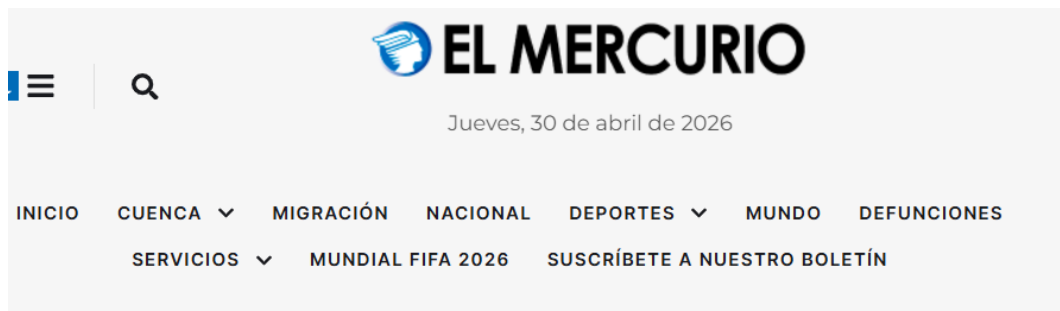 EL MERCURIO
Jueves, 30 de abril de 2026
INICIO CUENCA MIGRACIÓN NACIONAL DEPORTES MUNDO DEFUNCIONES
SERVICIOS MUNDIAL FIFA 2026 SUSCRÍBETE A NUESTRO BOLETÍN